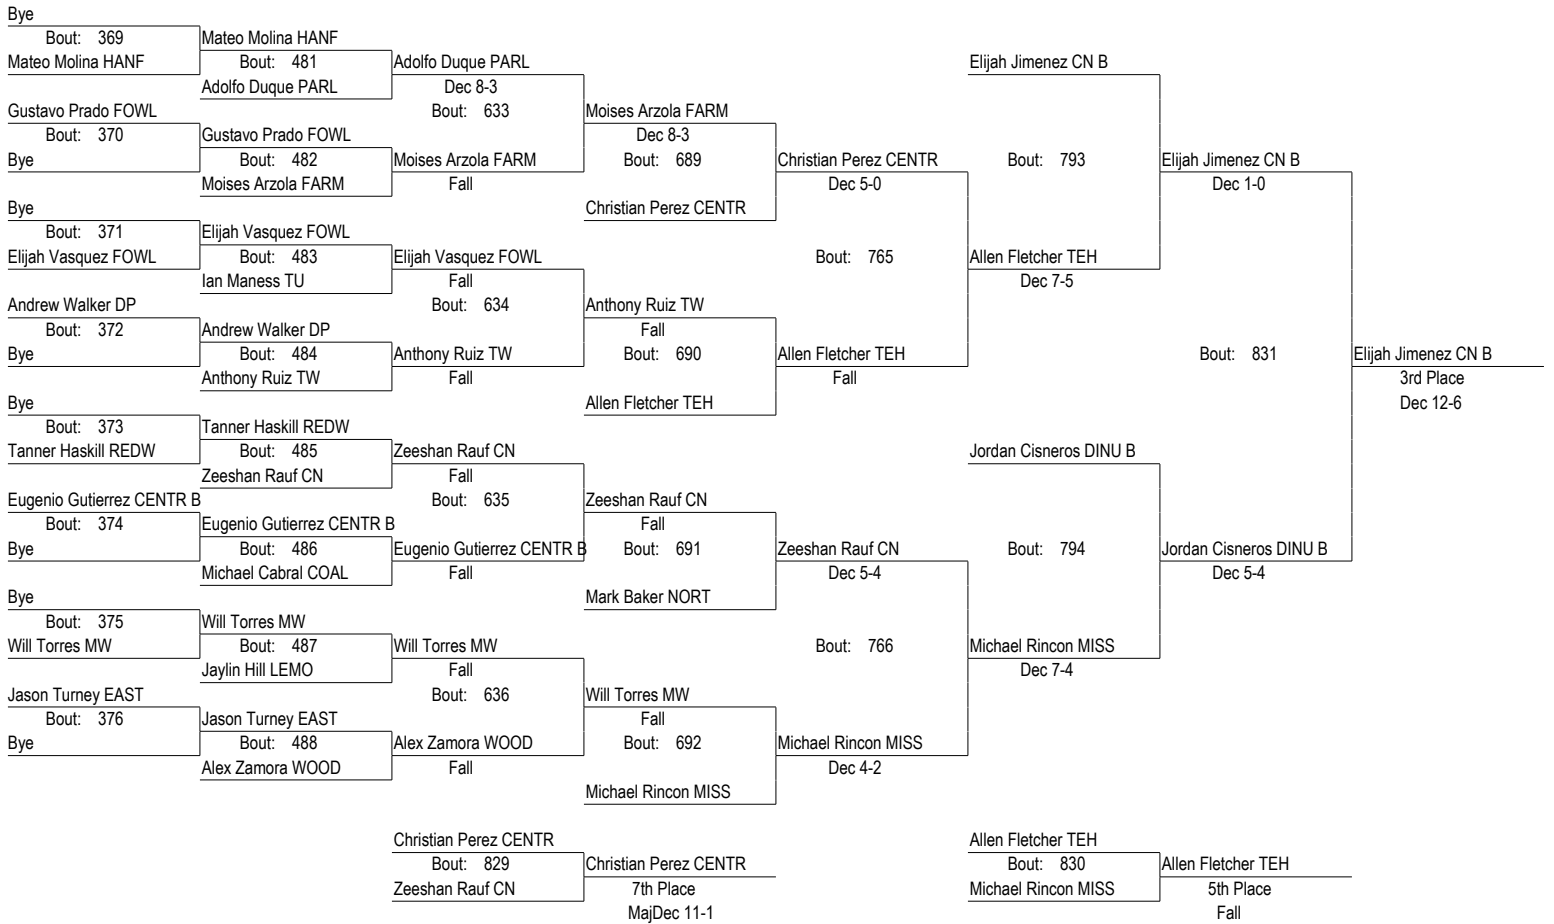 Bye
Bout: 369 Mateo Molina HANF
Mateo Molina HANF Bout: 481 Adolfo Duque PARL Elijah Jimenez CN B
Adolfo Duque PARL Dec 8-3
Gustavo Prado FOWL Bout: 633 Moises Arzola FARM
Bout: 370 Gustavo Prado FOWL Dec 8-3
Bye Bout: 482 Moises Arzola FARM Bout: 689 Christian Perez CENTR Bout: 793 Elijah Jimenez CN B
Moises Arzola FARM Fall Dec 5-0 Dec 1-0
Bye Christian Perez CENTR
Bout: 371 Elijah Vasquez FOWL
Elijah Vasquez FOWL Bout: 483 Elijah Vasquez FOWL Bout: 765 Allen Fletcher TEH
Ian Maness TU Fall Dec 7-5
Andrew Walker DP Bout: 634 Anthony Ruiz TW
Bout: 372 Andrew Walker DP Fall
Bye Bout: 484 Anthony Ruiz TW Bout: 690 Allen Fletcher TEH Bout: 831 Elijah Jimenez CN B
Anthony Ruiz TW Fall Fall 3rd Place
Bye Allen Fletcher TEH Dec 12-6
Bout: 373 Tanner Haskill REDW
Tanner Haskill REDW Bout: 485 Zeeshan Rauf CN Jordan Cisneros DINU B
Zeeshan Rauf CN Fall
Eugenio Gutierrez CENTR B Bout: 635 Zeeshan Rauf CN
Bout: 374 Eugenio Gutierrez CENTR B Fall
Bye Bout: 486 Eugenio Gutierrez CENTR B Bout: 691 Zeeshan Rauf CN Bout: 794 Jordan Cisneros DINU B
Michael Cabral COAL Fall Dec 5-4 Dec 5-4
Bye Mark Baker NORT
Bout: 375 Will Torres MW
Will Torres MW Bout: 487 Will Torres MW Bout: 766 Michael Rincon MISS
Jaylin Hill LEMO Fall Dec 7-4
Jason Turney EAST Bout: 636 Will Torres MW
Bout: 376 Jason Turney EAST Fall
Bye Bout: 488 Alex Zamora WOOD Bout: 692 Michael Rincon MISS
Alex Zamora WOOD Fall Dec 4-2
Michael Rincon MISS
Christian Perez CENTR Allen Fletcher TEH
Bout: 829 Christian Perez CENTR Bout: 830 Allen Fletcher TEH
Zeeshan Rauf CN 7th Place Michael Rincon MISS 5th Place
MajDec 11-1 Fall